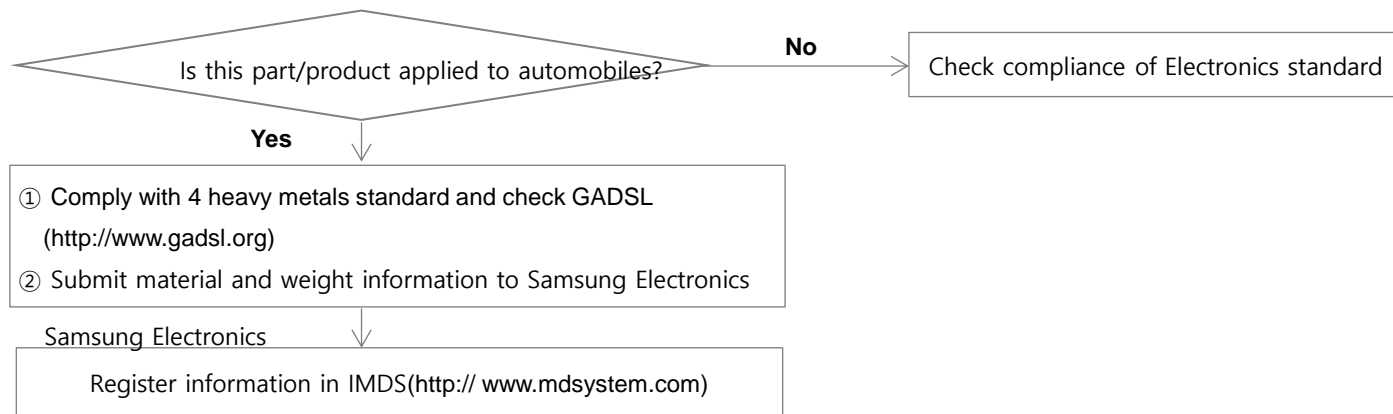 Is this part/product applied to automobiles?
No
Check compliance of Electronics standard
Yes
① Comply with 4 heavy metals standard and check GADSL
(http://www.gadsl.org)
② Submit material and weight information to Samsung Electronics
Samsung Electronics
Register information in IMDS(http:// www.mdsystem.com)